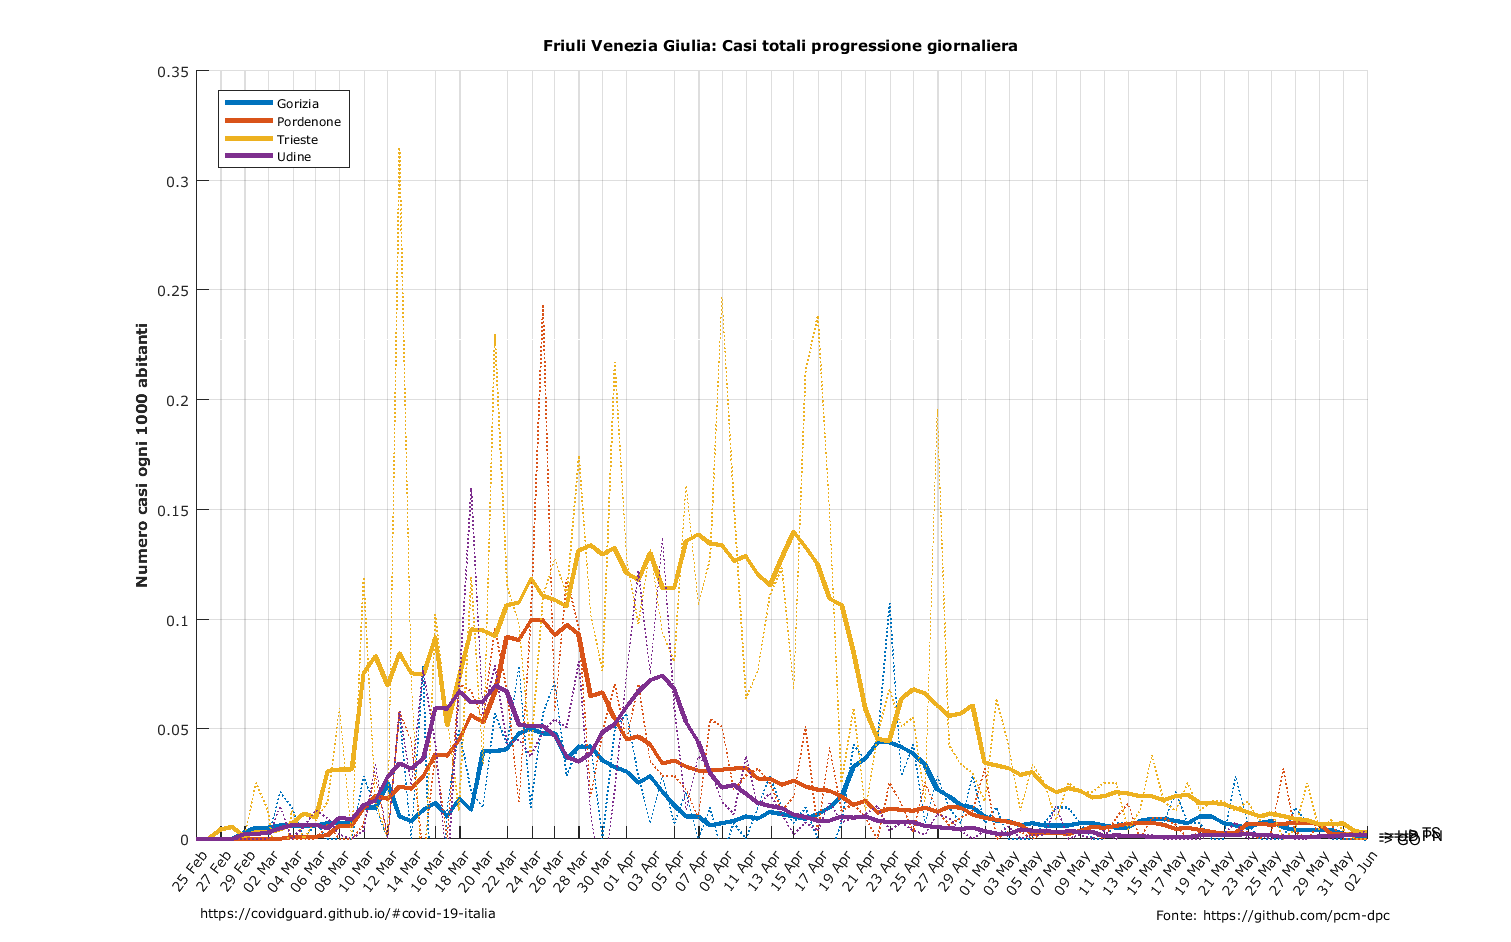 Friuli Venezia Giulia: Casi totali progressione giornaliera
Numero casi ogni 1000 abitanti
0.35
0.3
0.25
0.2
0.15
0.1
0.05
0
Gorizia
Pordenone
Trieste
Udine
25 Feb
27 Feb
29 Feb
02 Mar
04 Mar
06 Mar
08 Mar
10 Mar
12 Mar
14 Mar
16 Mar
18 Mar
20 Mar
22 Mar
24 Mar
26 Mar
28 Mar
30 Mar
01 Apr
03 Apr
05 Apr
07 Apr
09 Apr
11 Apr
13 Apr
15 Apr
17 Apr
19 Apr
21 Apr
23 Apr
25 Apr
27 Apr
29 Apr
01 May
03 May
05 May
07 May
09 May
11 May
13 May
15 May
17 May
19 May
21 May
23 May
25 May
27 May
29 May
31 May
02 Jun
https://covidguard.github.io/#covid-19-italia
Fonte: https://github.com/pcm-dpc